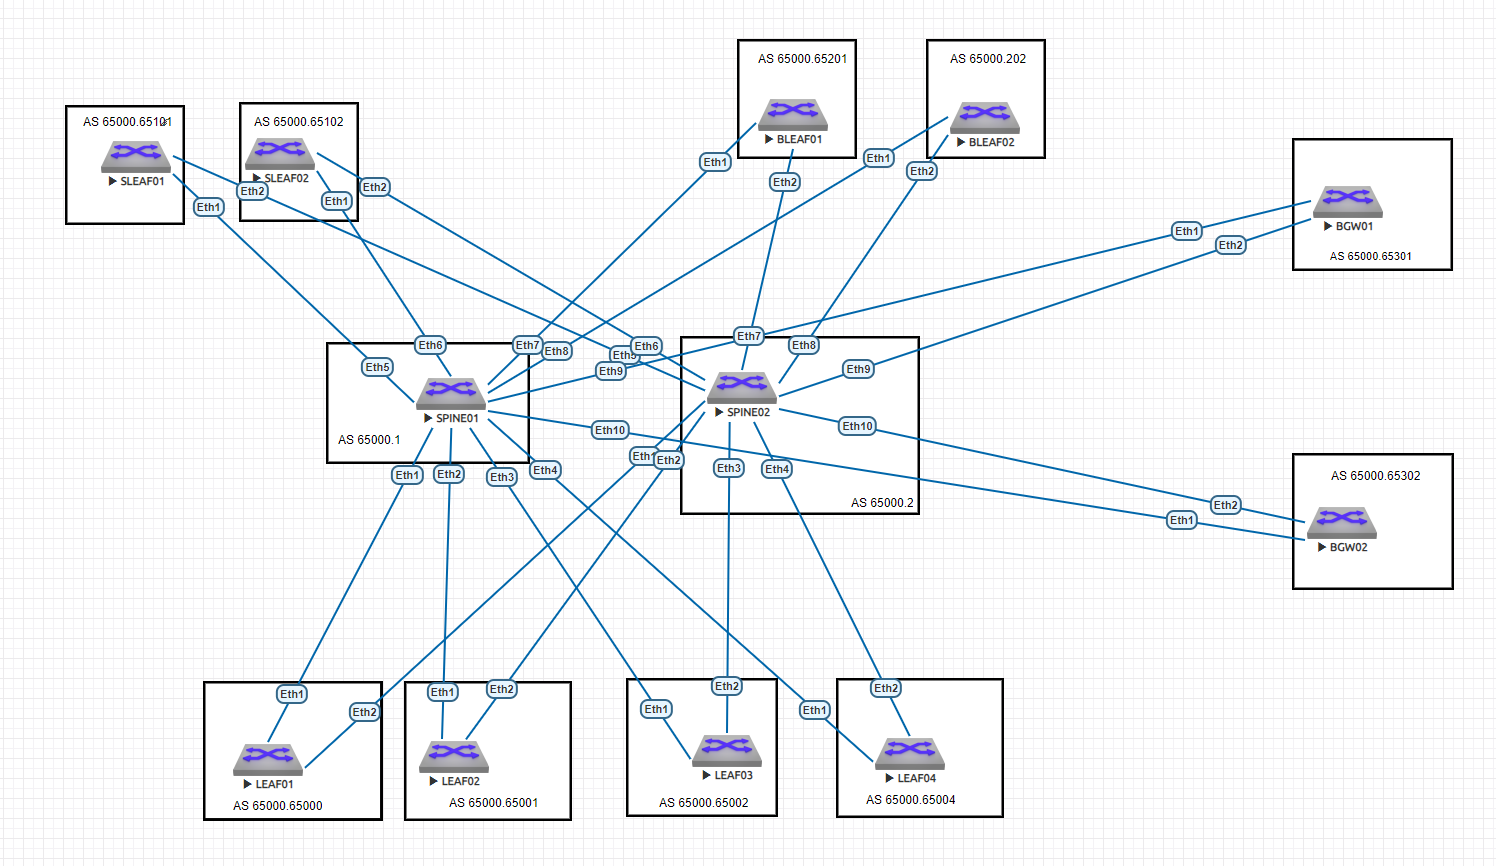 AS 65000.65201
AS 65000.202
BLEAF01
BLEAF02
AS 65000.65101
AS 65000.65102
SLEAF01
SLEAF02
Eth1
Eth2
Eth1
Eth2
Eth1
Eth2
Eth1
Eth2
BGW01
AS 65000.65301
Eth1
Eth2
Eth5
Eth6
Eth7
Eth8
Eth5
Eth6
Eth9
Eth7
Eth8
Eth9
SPINE01
AS 65000.1
SPINE02
AS 65000.2
Eth10
Eth10
Eth1
Eth2
Eth3
Eth4
Eth1
Eth2
Eth3
Eth4
AS 65000.65302
Eth2
Eth1
BGW02
Eth1
Eth2
Eth1
Eth2
Eth1
Eth2
Eth1
Eth2
LEAF01
AS 65000.65000
LEAF02
AS 65000.65001
LEAF03
AS 65000.65002
LEAF04
AS 65000.65004